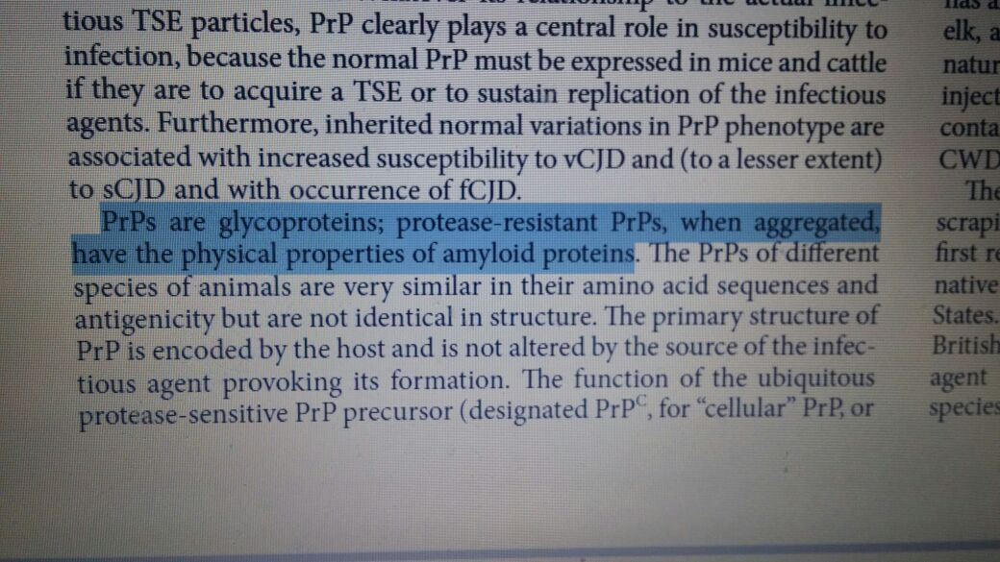 tious TSE particles, PrP clearly plays a central role in susceptibility to
infection, because the normal PrP must be expressed in mice and cattle
if they are to acquire a TSE or to sustain replication of the infectious
agents. Furthermore, inherited normal variations in PrP phenotype are
associated with increased susceptibility to vCJD and (to a lesser extent)
to sCJD and with occurrence of fCJD.
PrPs are glycoproteins; protease-resistant PrPs, when aggregated,
have the physical properties of amyloid proteins. The PrPs of different
species of animals are very similar in their amino acid sequences and
antigenicity but are not identical in structure. The primary structure of
PrP is encoded by the host and is not altered by the source of the infec-
tious agent provoking its formation. The function of the ubiquitous
protease-sensitive PrP precursor (designated PrPᶜ, for “cellular” PrP, or
elk, a
natur
inject
conta
CWD
The
scrapi
first re
native
States.
British
agent
species